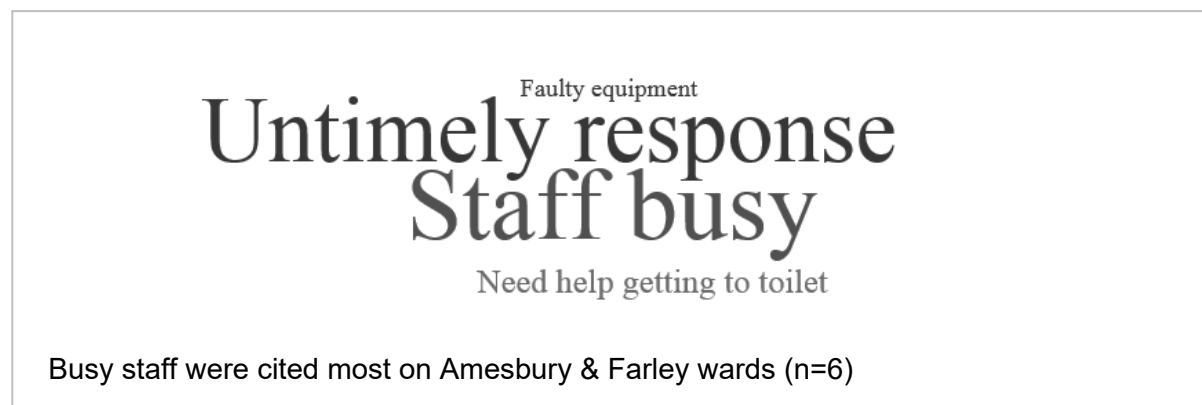 Faulty equipment
Untimely response
Staff busy
Need help getting to toilet
Busy staff were cited most on Amesbury & Farley wards (n=6)